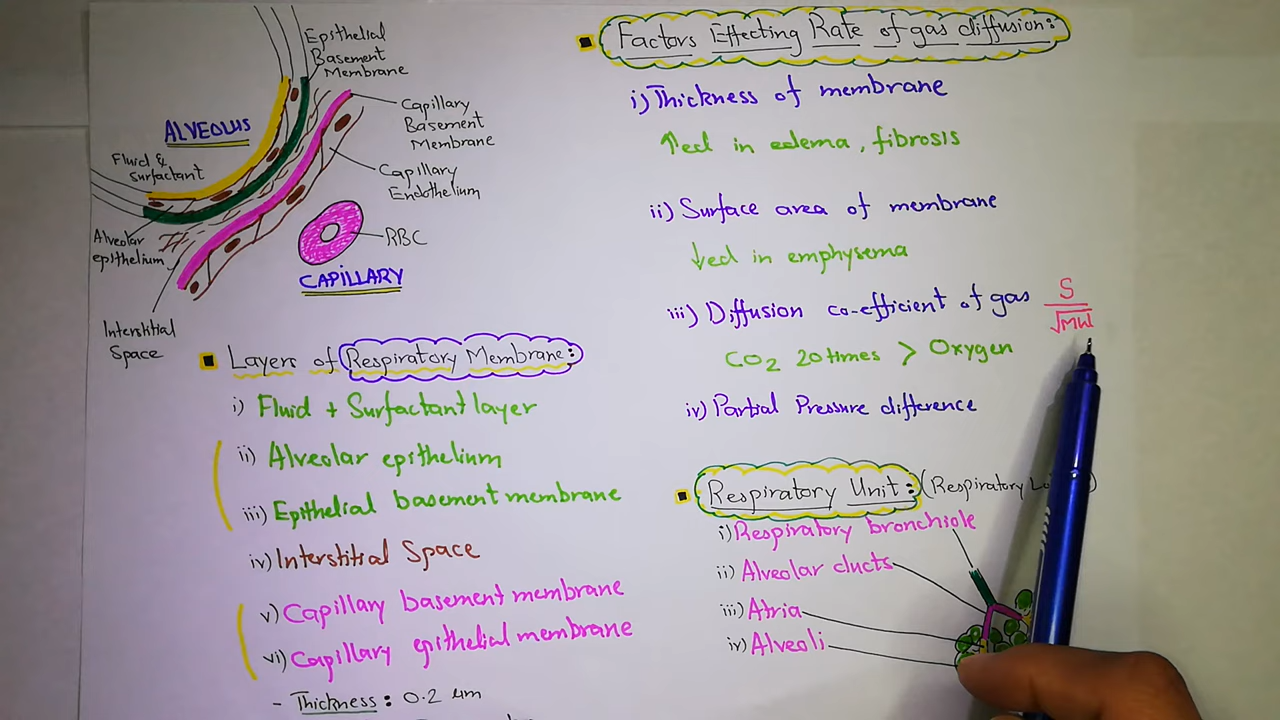 Epithelial
Basement
Membrane
ALVEOLUS
Fluid &
Surfactant
Capillary
Basement
Membrane
Capillary
Endothelium
RBC
CAPILLARY
Alveolar
epithelium
Interstitial
Space
Layers of Respiratory Membrane:
i) Fluid + Surfactant layer
ii) Alveolar epithelium
iii) Epithelial basement membrane
iv) Interstitial Space
v) Capillary basement membrane
vi) Capillary epithelial membrane
- Thickness: 0.2 um
Factors Effecting Rate of gas diffusion:
i) Thickness of membrane
↑ed in edema, fibrosis
ii) Surface area of membrane
↓ed in emphysema
iii) Diffusion co-efficient of gas S/√MW
CO2 20 times > Oxygen
iv) Partial Pressure difference
Respiratory Unit: (Respiratory
i) Respiratory bronchiole
ii) Alveolar ducts
iii) Atria
iv) Alveoli